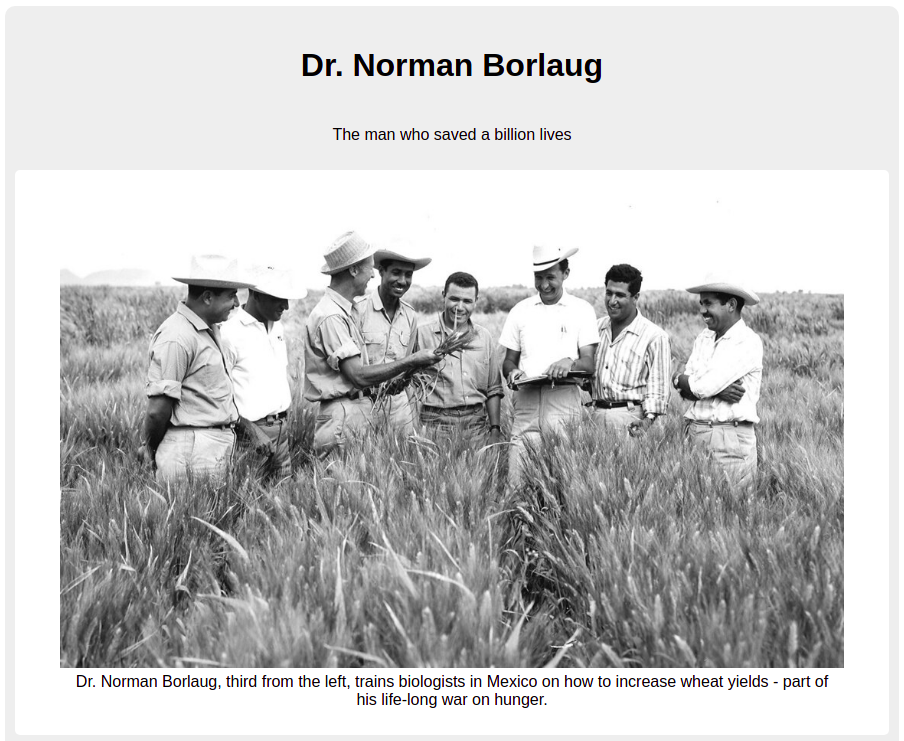 Dr. Norman Borlaug
The man who saved a billion lives
Dr. Norman Borlaug, third from the left, trains biologists in Mexico on how to increase wheat yields - part of
his life-long war on hunger.